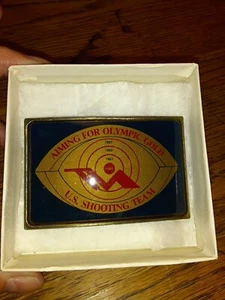 AIMING FOR OLYMPIC GOLD
U.S. SHOOTING TEAM